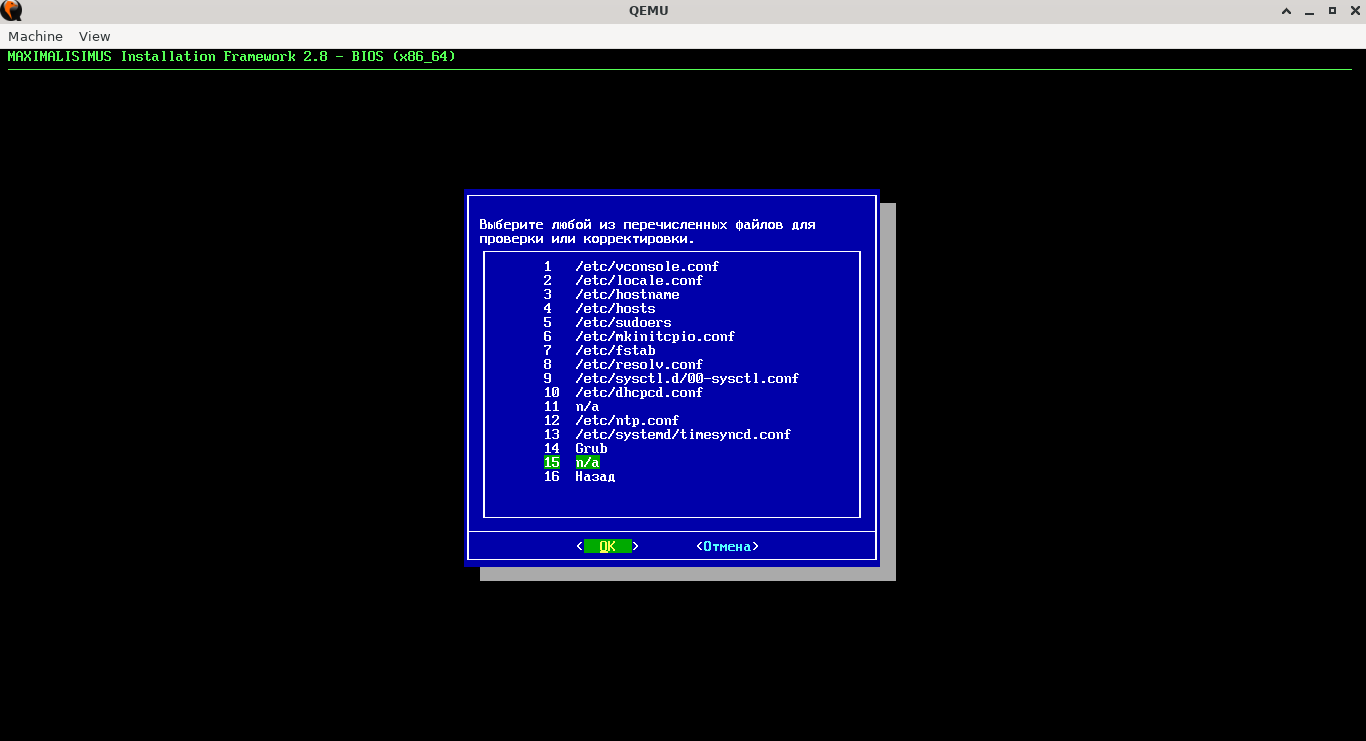 QEMU
Machine View
MAXIMALISIMUS Installation Framework 2.8 - BIOS (x86_64)
Выберите любой из перечисленных файлов для
проверки или корректировки.
1 /etc/vconsole.conf
2 /etc/locale.conf
3 /etc/hostname
4 /etc/hosts
5 /etc/sudoers
6 /etc/mkinitcpio.conf
7 /etc/fstab
8 /etc/resolv.conf
9 /etc/sysctl.d/00-sysctl.conf
10 /etc/dhcpcd.conf
11 n/a
12 /etc/ntp.conf
13 /etc/systemd/timesyncd.conf
14 Grub
15 n/a
16 Назад
< OK > <Отмена>